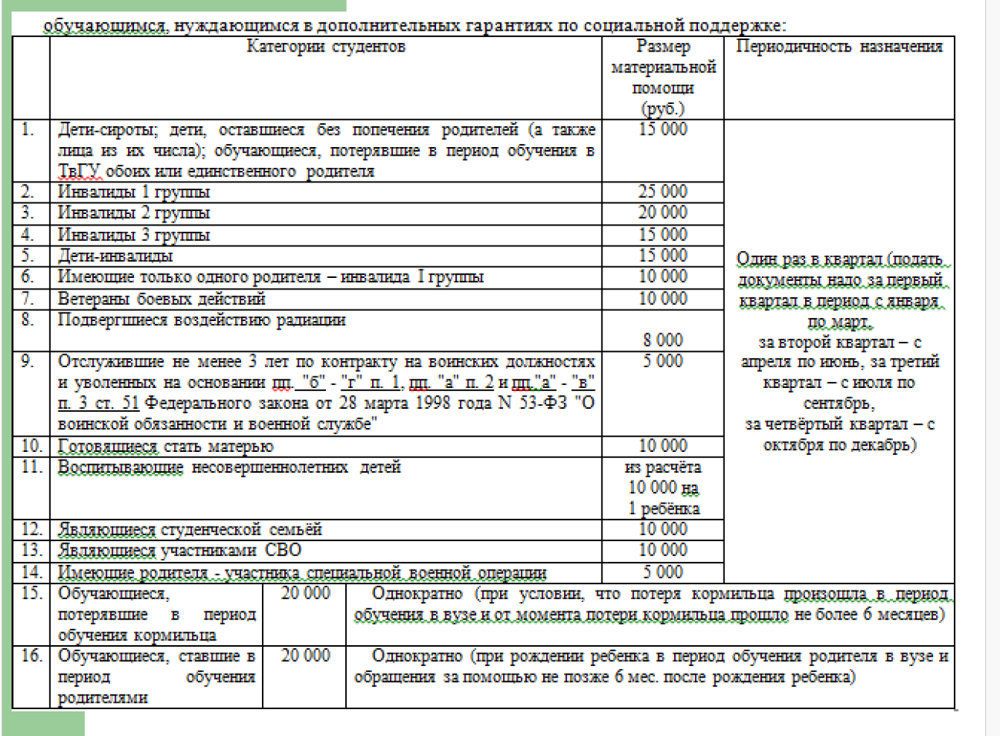 обучающимся, нуждающимся в дополнительных гарантиях по социальной поддержке:
Категории студентов
Размер
материальной
помощи
(руб.)
Периодичность назначения
1. Дети-сироты; дети, оставшиеся без попечения родителей (а также
лица из их числа); обучающиеся, потерявшие в период обучения в
ТвГУ обоих или единственного родителя
15 000
2. Инвалиды 1 группы 25 000
3. Инвалиды 2 группы 20 000
4. Инвалиды 3 группы 15 000
5. Дети-инвалиды 15 000
6. Имеющие только одного родителя – инвалида I группы 10 000
7. Ветераны боевых действий 10 000
8. Подвергшиеся воздействию радиации
8 000
9. Отслужившие не менее 3 лет по контракту на воинских должностях
и уволенных на основании пп. "б" - "г" п. 1, пп. "а" п. 2 и пп."а" - "в"
п. 3 ст. 51 Федерального закона от 28 марта 1998 года N 53-ФЗ "О
воинской обязанности и военной службе"
5 000
10. Готовящиеся стать матерью 10 000
11. Воспитывающие несовершеннолетних детей
из расчёта
10 000 на
1 ребёнка
12. Являющиеся студенческой семьёй 10 000
13. Являющиеся участниками СВО 10 000
14. Имеющие родителя - участника специальной военной операции 5 000
Один раз в квартал (подать
документы надо за первый
квартал в период с января
по март,
за второй квартал – с
апреля по июнь, за третий
квартал – с июля по
сентябрь,
за четвёртый квартал – с
октября по декабрь)
15. Обучающиеся,
потерявшие в период
обучения кормильца
20 000
Однократно (при условии, что потеря кормильца произошла в период
обучения в вузе и от момента потери кормильца прошло не более 6 месяцев)
16. Обучающиеся, ставшие в
период обучения
родителями
20 000
Однократно (при рождении ребенка в период обучения родителя в вузе и
обращения за помощью не позже 6 мес. после рождения ребенка)